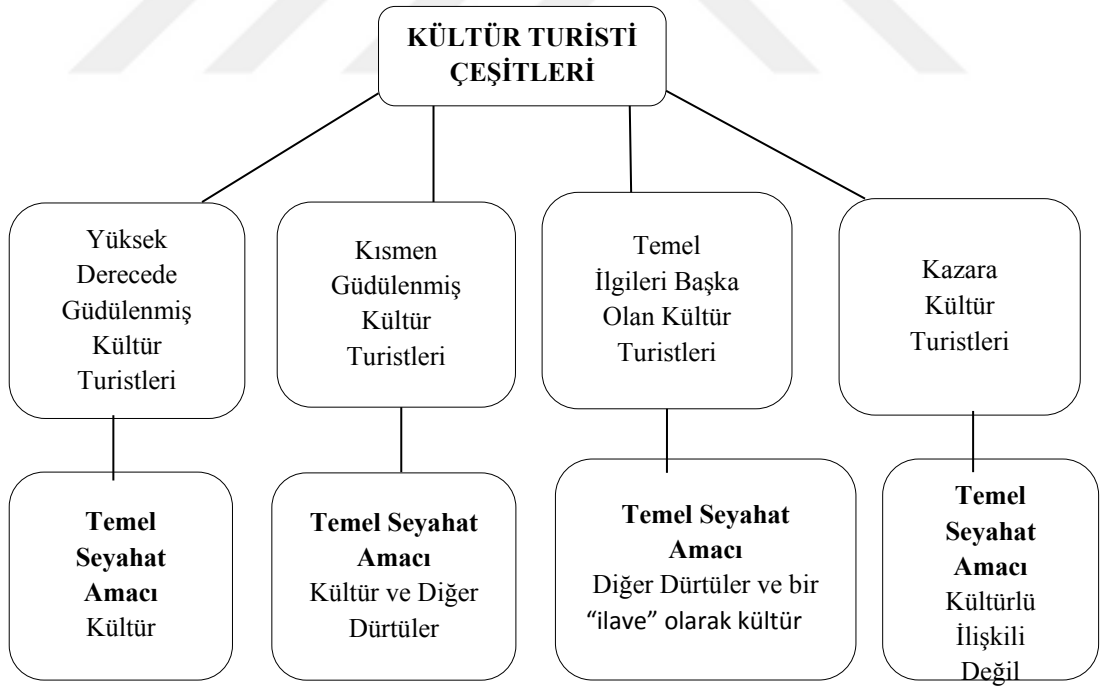 KÜLTÜR TURİSTİ
ÇEŞİTLERİ
Yüksek
Derecede
Güdülenmiş
Kültür
Turistleri
Kısmen
Güdülenmiş
Kültür
Turistleri
Temel
İlgileri Başka
Olan Kültür
Turistleri
Kazara
Kültür
Turistleri
Temel
Seyahat
Amacı
Kültür
Temel Seyahat
Amacı
Kültür ve Diğer
Dürtüler
Temel Seyahat
Amacı
Diğer Dürtüler ve bir
“ilave” olarak kültür
Temel
Seyahat
Amacı
Kültürlü
İlişkili
Değil